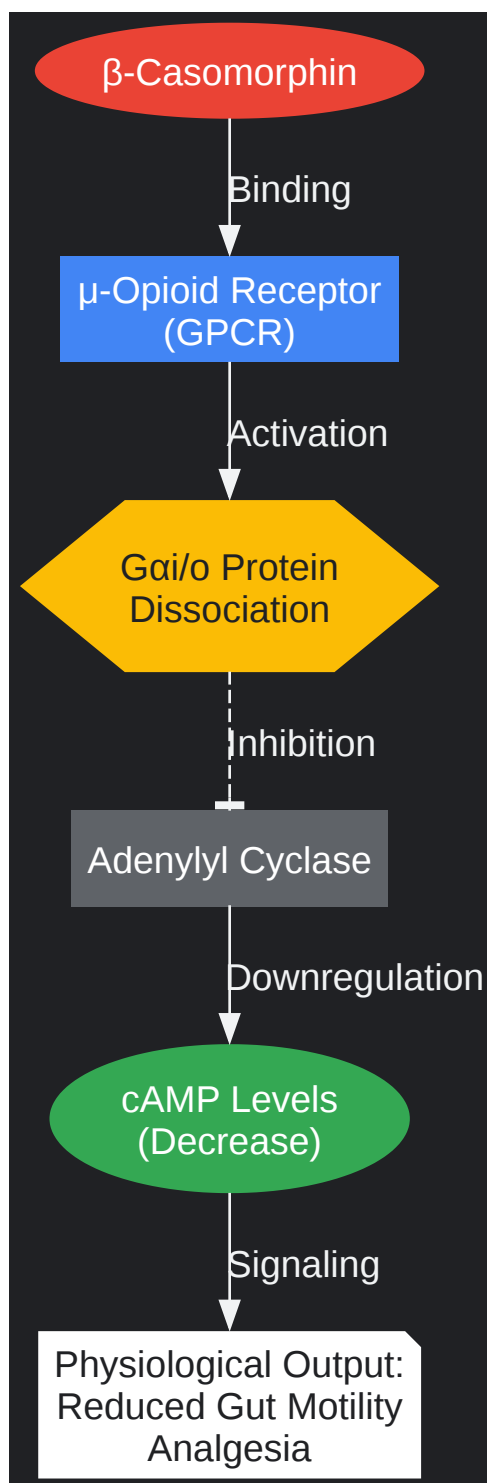 β-Casomorphin
Binding
μ-Opioid Receptor
(GPCR)
Activation
Gαi/o Protein
Dissociation
Inhibition
Adenylyl Cyclase
Downregulation
cAMP Levels
(Decrease)
Signaling
Physiological Output:
Reduced Gut Motility
Analgesia